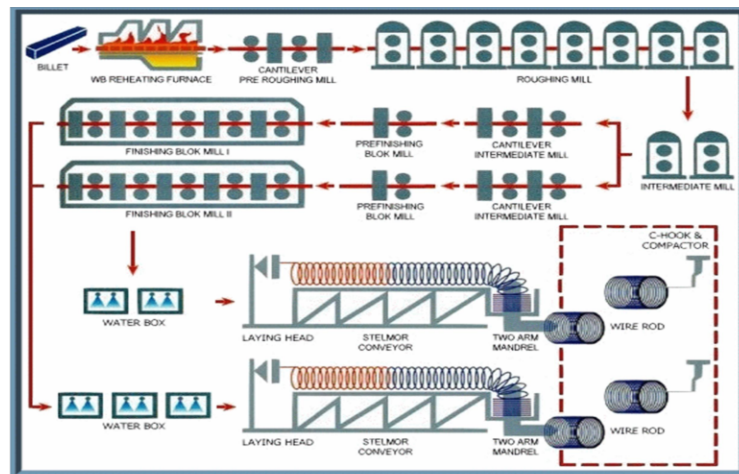 BILLET
WB REHEATING FURNACE
CANTILEVER
PRE ROUGHING MILL
ROUGHING MILL
FINISHING BLOK MILL I
PREFINISHING
BLOK MILL
CANTILEVER
INTERMEDIATE MILL
INTERMEDIATE MILL
FINISHING BLOK MILL II
PREFINISHING
BLOK MILL
CANTILEVER
INTERMEDIATE MILL
C-HOOK &
COMPACTOR
WATER BOX
LAYING HEAD
STELMOR
CONVEYOR
TWO ARM
MANDREL
WIRE ROD
WATER BOX
LAYING HEAD
STELMOR
CONVEYOR
TWO ARM
MANDREL
WIRE ROD